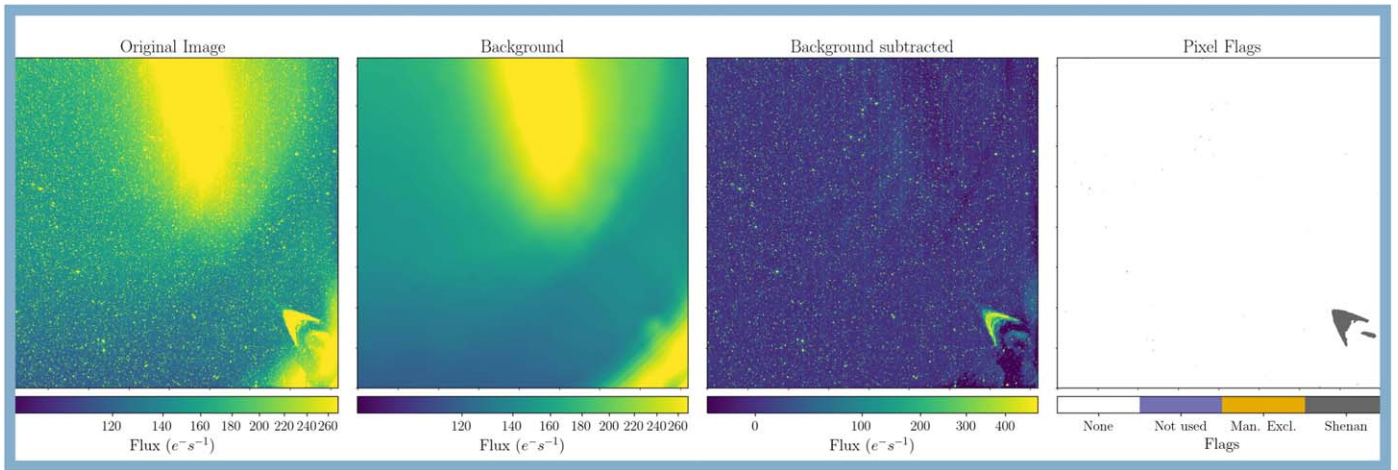 Original Image
Background
Background subtracted
Pixel Flags
120 140 160 180 200 220 240 260
Flux (e⁻s⁻¹)
120 140 160 180 200 220 240 260
Flux (e⁻s⁻¹)
0 100 200 300 400
Flux (e⁻s⁻¹)
None Not used Man. Excl. Shenan
Flags